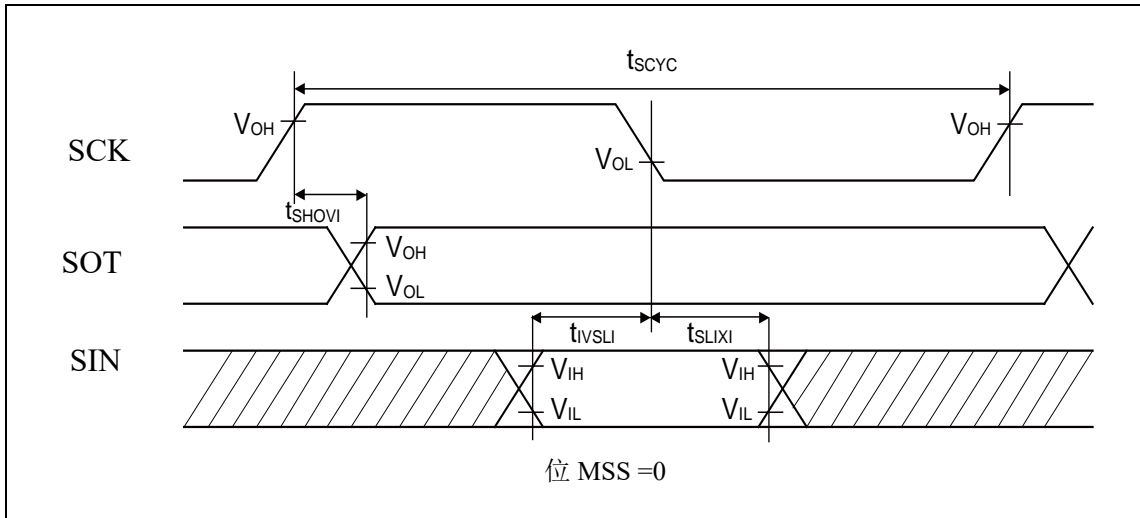 tSCYC
SCK
VOH
VOL
VOH
tSHOVI
SOT
VOH
VOL
tIVSLI
tSLIXI
SIN
VIH
VIH
VIL
VIL
位 MSS =0